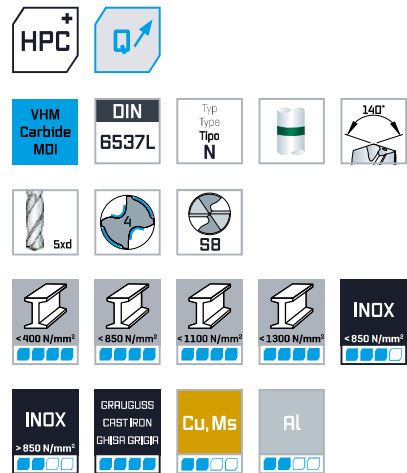 HPC+
Q
VHM
Carbide
MDI
DIN
6537L
Typ
Type
Tipo
N
140°
5xd
4
SB
<400 N/mm²
<850 N/mm²
<1100 N/mm²
<1300 N/mm²
INOX
<850 N/mm²
INOX
>850 N/mm²
GRAUGUSS
CAST IRON
GHISA GRIGIA
Cu, Ms
Al